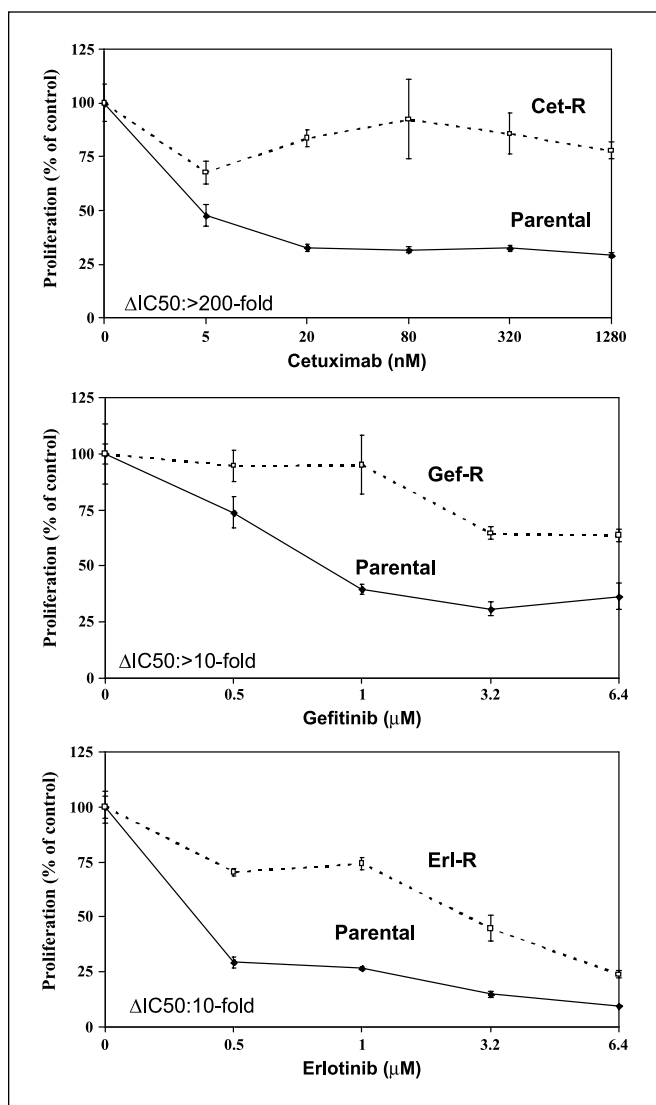 125
100
75
50
25
0
Proliferation (% of control)
Cet-R
Parental
ΔIC50:>200-fold
0 5 20 80 320 1280
Cetuximab (nM)
125
100
75
50
25
0
Proliferation (% of control)
Gef-R
Parental
ΔIC50:>10-fold
0 0.5 1 3.2 6.4
Gefitinib (μM)
125
100
75
50
25
0
Proliferation (% of control)
Erl-R
Parental
ΔIC50:10-fold
0 0.5 1 3.2 6.4
Erlotinib (μM)